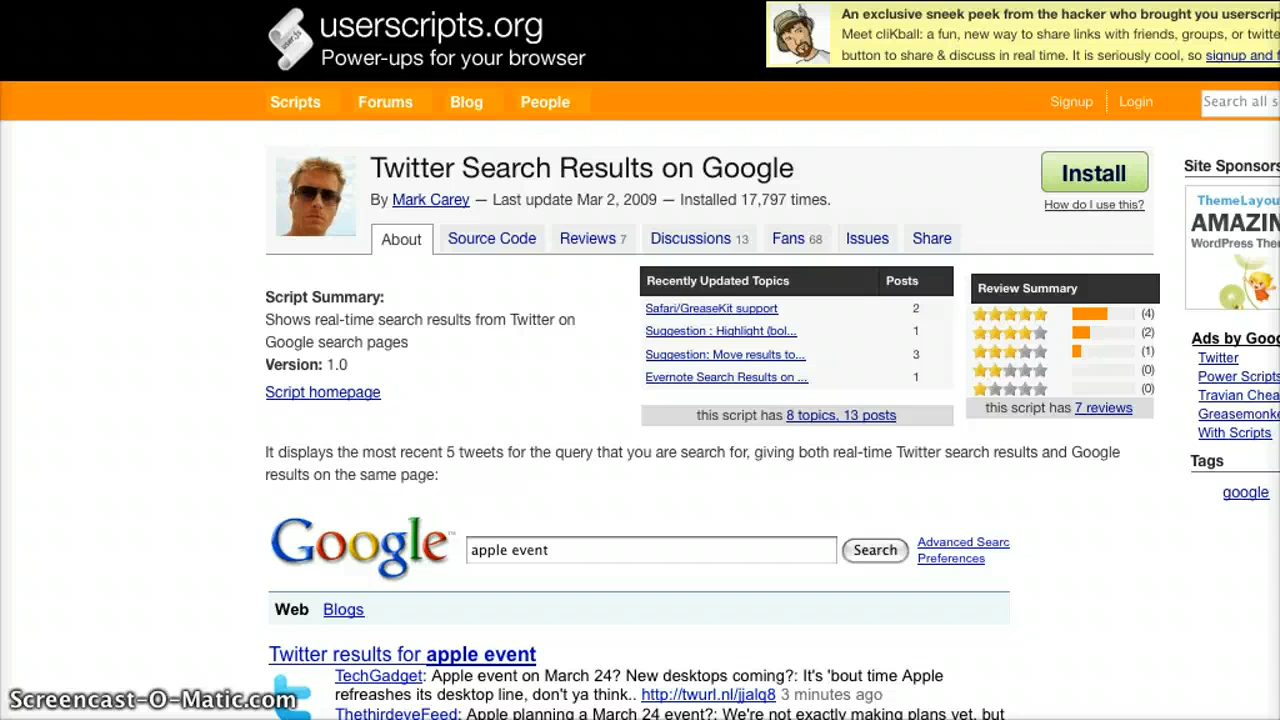 userscripts.org
Power-ups for your browser
An exclusive sneek peek from the hacker who brought you userscrip
Meet cliKball: a fun, new way to share links with friends, groups, or twitte
button to share & discuss in real time. It is seriously cool, so signup and f
Scripts Forums Blog People Signup Login Search all s
Twitter Search Results on Google
By Mark Carey — Last update Mar 2, 2009 — Installed 17,797 times.
Install
How do I use this?
About Source Code Reviews 7 Discussions 13 Fans 68 Issues Share
Script Summary:
Shows real-time search results from Twitter on
Google search pages
Version: 1.0
Script homepage
Recently Updated Topics Posts
Safari/GreaseKit support 2
Suggestion : Highlight (bol... 1
Suggestion: Move results to... 3
Evernote Search Results on ... 1
this script has 8 topics, 13 posts
Review Summary
(4)
(2)
(1)
(0)
(0)
this script has 7 reviews
Site Sponsors
ThemeLayou
AMAZIN
WordPress The
Ads by Goo
Twitter
Power Scripts
Travian Chea
Greasemonke
With Scripts
Tags
google
It displays the most recent 5 tweets for the query that you are search for, giving both real-time Twitter search results and Google
results on the same page:
Google™ apple event Search Advanced Searc
Preferences
Web Blogs
Twitter results for apple event
TechGadget: Apple event on March 24? New desktops coming?: It's 'bout time Apple
refreashes its desktop line, don't ya think.. http://twurl.nl/jjalq8 3 minutes ago
ThethirdeyeFeed: Apple planning a March 24 event?: We're not exactly making plans yet, but
Screencast-O-Matic.com